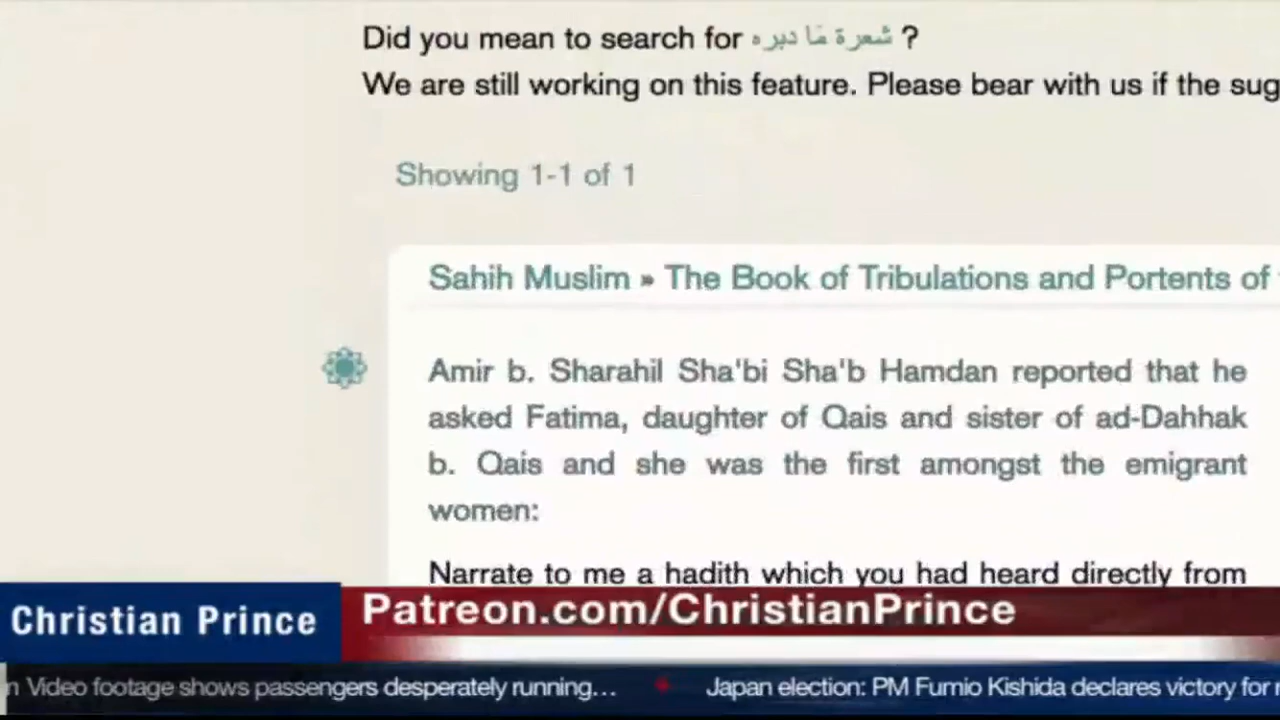 Did you mean to search for شعرة مَا دبره ?
We are still working on this feature. Please bear with us if the sug
Showing 1-1 of 1
Sahih Muslim » The Book of Tribulations and Portents of
Amir b. Sharahil Sha'bi Sha'b Hamdan reported that he
asked Fatima, daughter of Qais and sister of ad-Dahhak
b. Qais and she was the first amongst the emigrant
women:
Narrate to me a hadith which you had heard directly from
Christian Prince
Patreon.com/ChristianPrince
Video footage shows passengers desperately running... Japan election: PM Fumio Kishida declares victory for